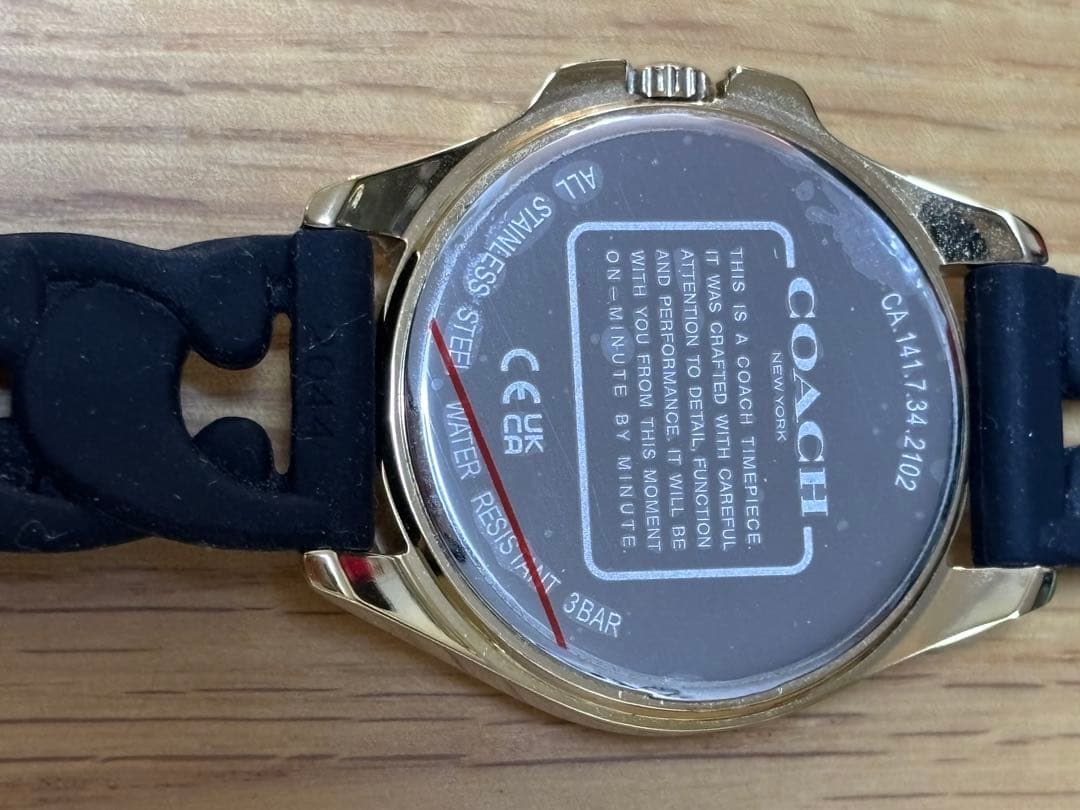 CA.141.7.34.2102
COACH
NEW YORK
THIS IS A COACH TIMEPIECE.
IT WAS CRAFTED WITH CAREFUL
ATTENTION TO DETAIL, FUNCTION
AND PERFORMANCE. IT WILL BE
WITH YOU FROM THIS MOMENT
ON—MINUTE BY MINUTE.
CE UK
CA
ALL STAINLESS STEEL WATER RESISTANT 3BAR